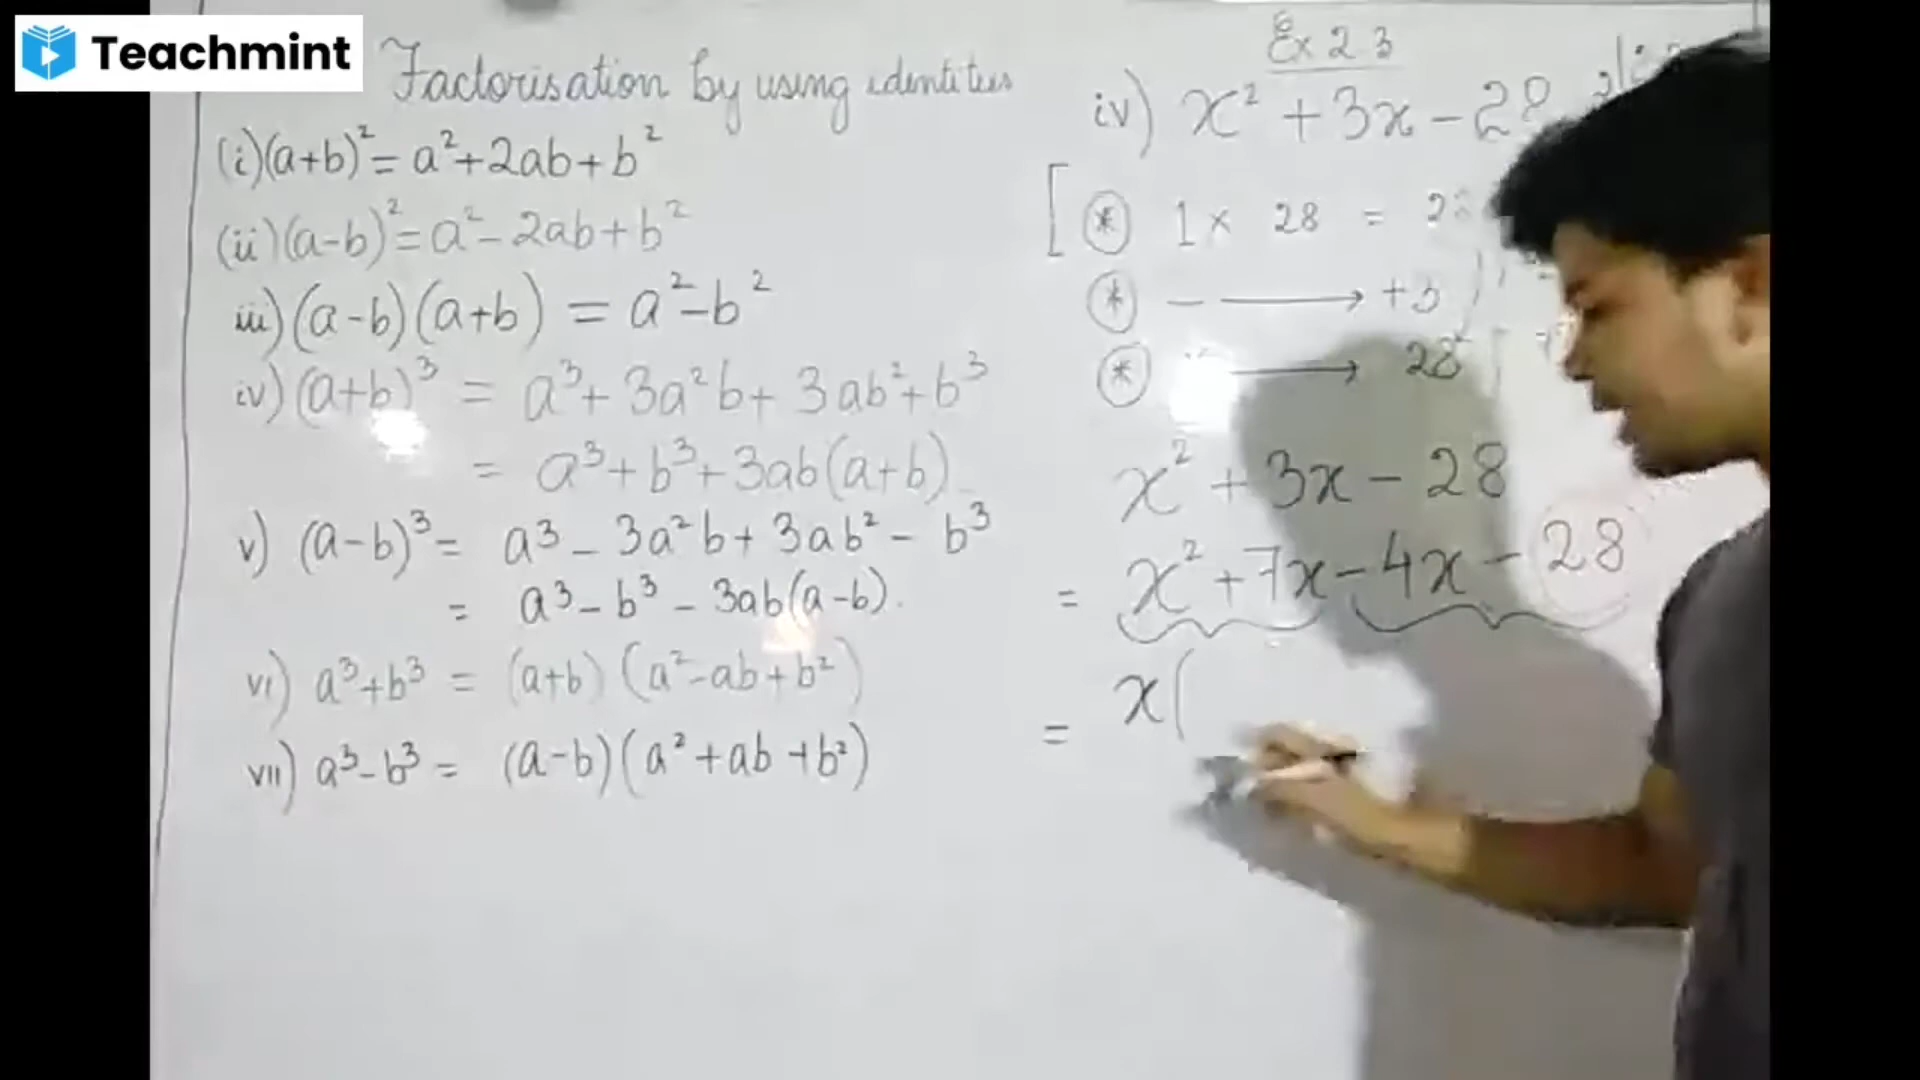 Teachmint
Factorisation by using identities
(i)(a+b)² = a²+2ab+b²
(ii)(a-b)² = a²-2ab+b²
iii)(a-b)(a+b) = a²-b²
iv)(a+b)³ = a³+3a²b+3ab²+b³
= a³+b³+3ab(a+b)
v) (a-b)³ = a³-3a²b+3ab²-b³
= a³-b³-3ab(a-b).
vi) a³+b³ = (a+b)(a²-ab+b²)
vii) a³-b³ = (a-b)(a²+ab+b²)
Ex 2.3
iv) x²+3x-28
[ * 1 × 28 =
* — → +3
* → 28
x²+3x-28
= x²+7x-4x-28
= x(